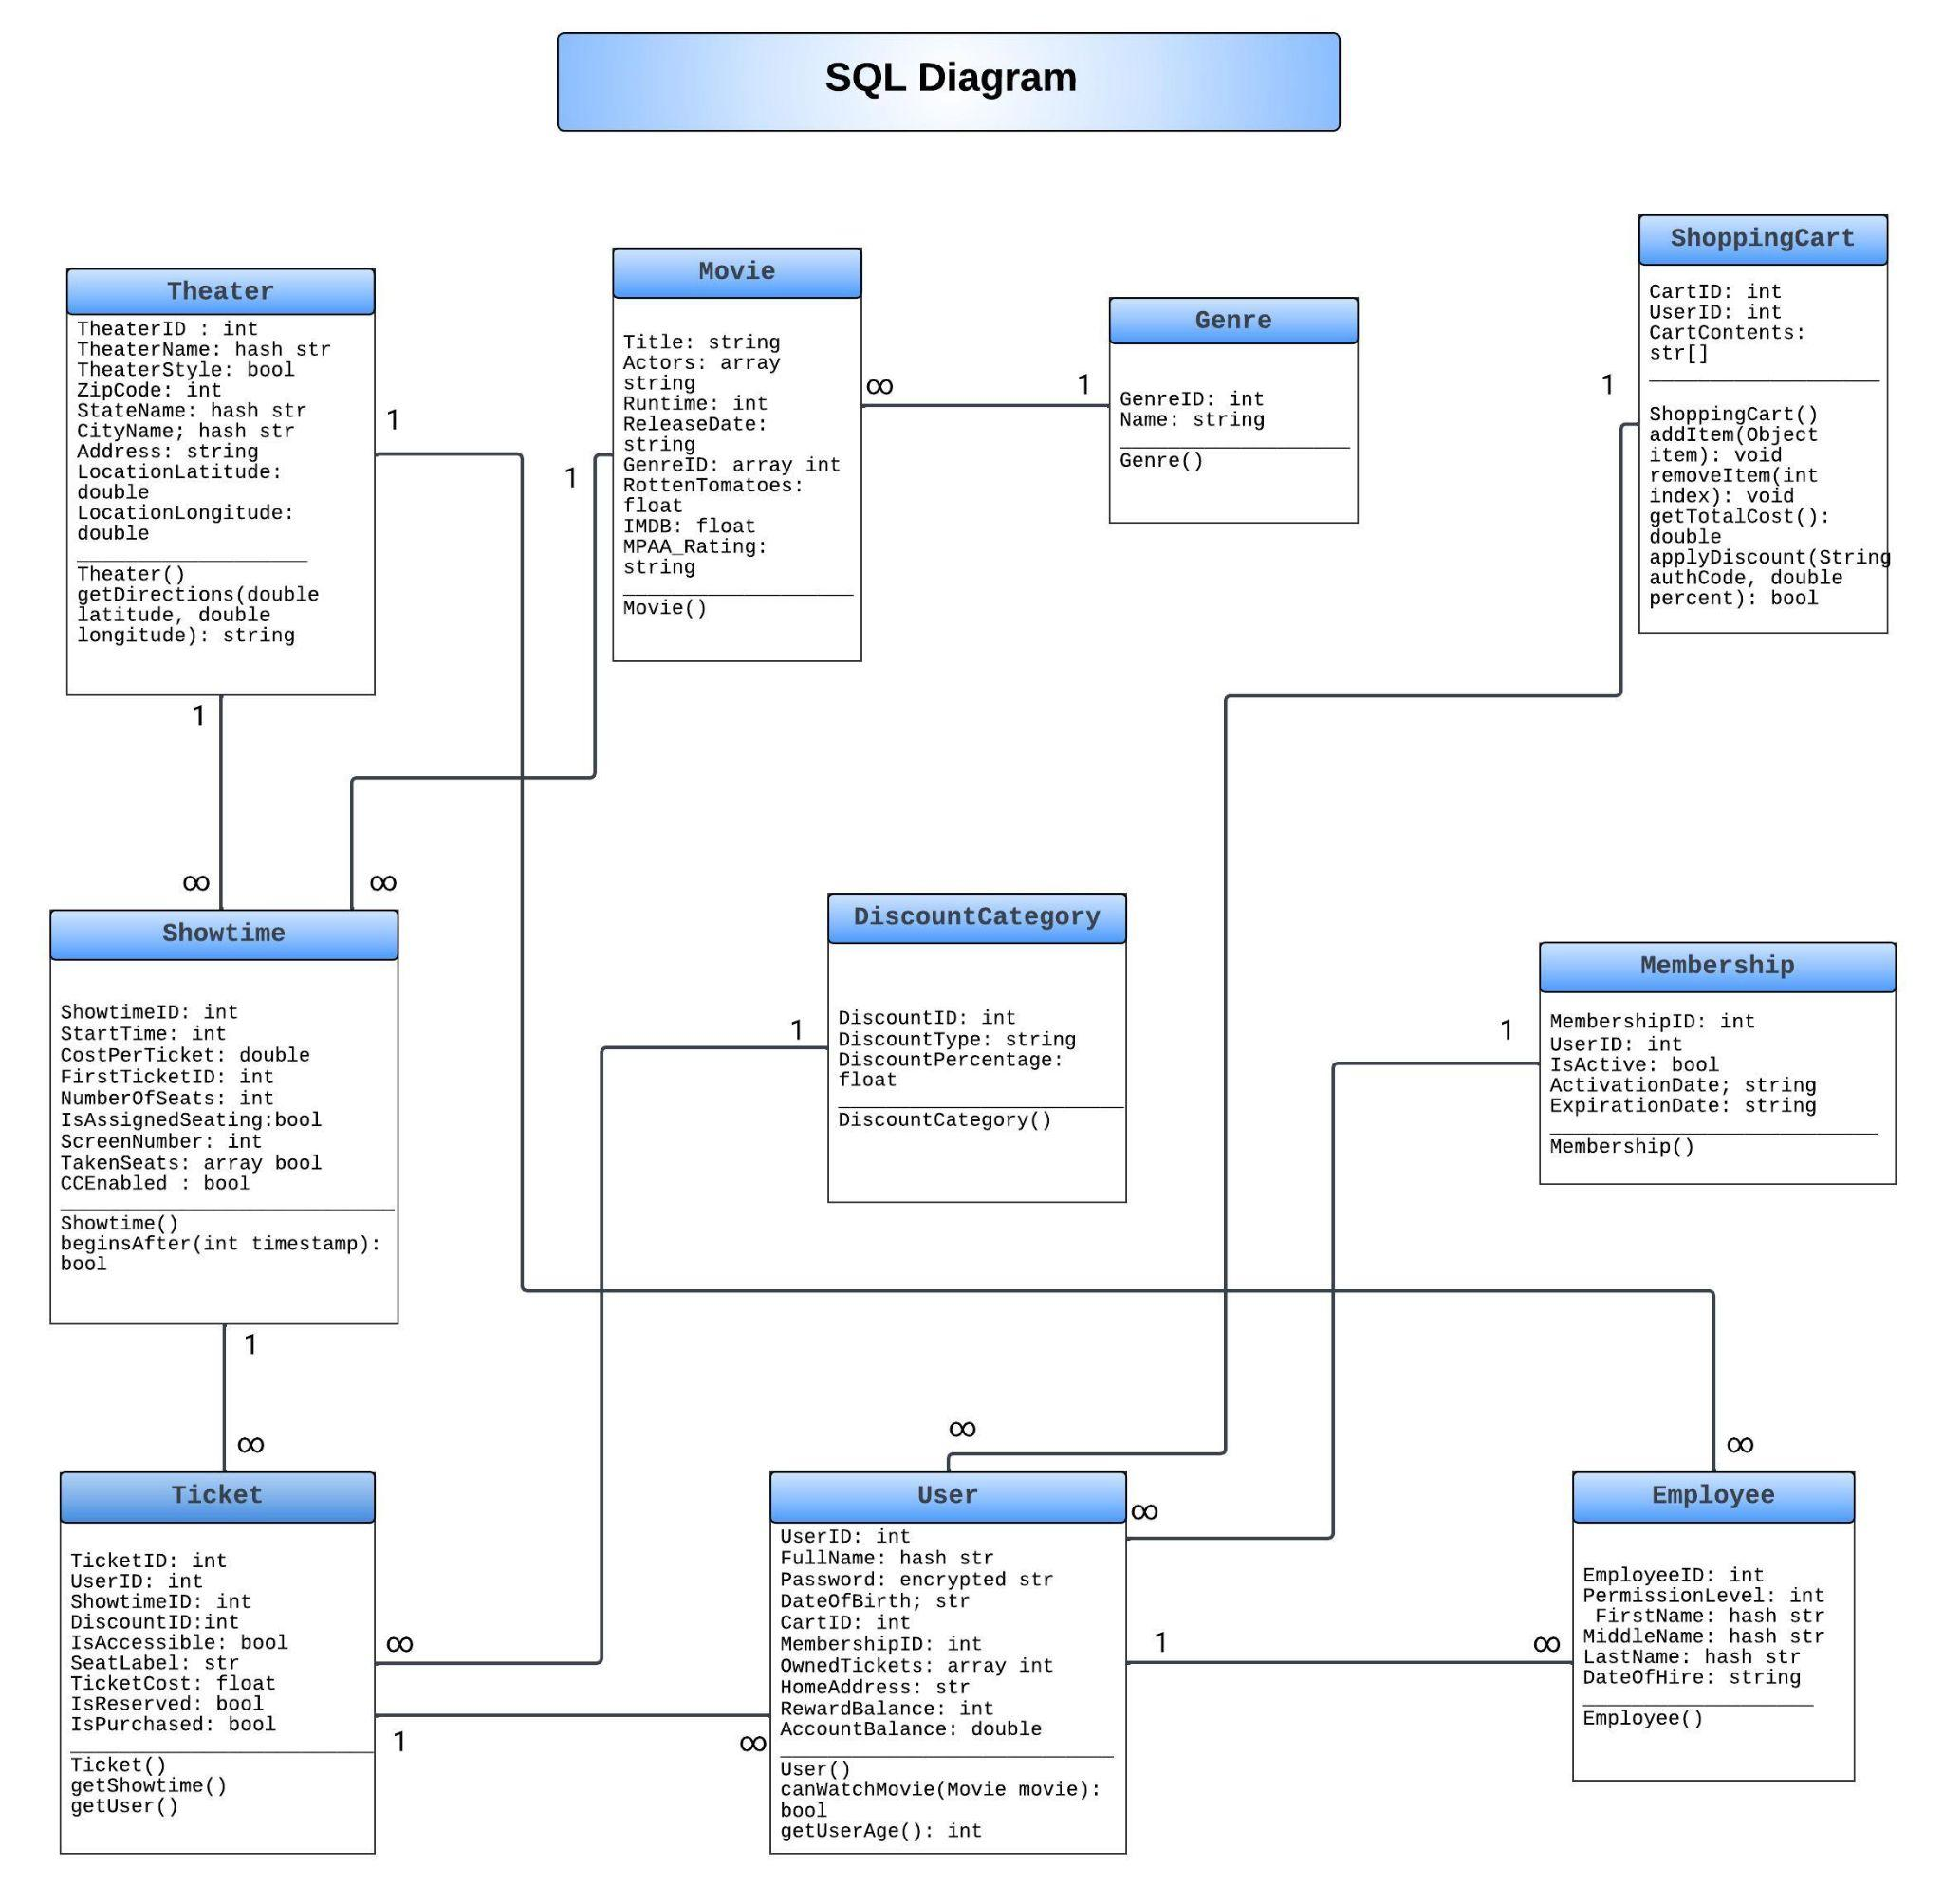 SQL Diagram
Theater
TheaterID : int
TheaterName: hash str
TheaterStyle: bool
ZipCode: int
StateName: hash str
CityName; hash str
Address: string
LocationLatitude:
double
LocationLongitude:
double
Theater()
getDirections(double
latitude, double
longitude): string
1
1
Movie
Title: string
Actors: array
string
Runtime: int
ReleaseDate:
string
GenreID: array int
RottenTomatoes:
float
IMDB: float
MPAA_Rating:
string
Movie()
1
∞
1
Genre
GenreID: int
Name: string
Genre()
ShoppingCart
CartID: int
UserID: int
CartContents:
str[]
ShoppingCart()
addItem(Object
item): void
removeItem(int
index): void
getTotalCost():
double
applyDiscount(String
authCode, double
percent): bool
1
∞
∞
Showtime
ShowtimeID: int
StartTime: int
CostPerTicket: double
FirstTicketID: int
NumberOfSeats: int
IsAssignedSeating:bool
ScreenNumber: int
TakenSeats: array bool
CCEnabled : bool
Showtime()
beginsAfter(int timestamp):
bool
1
DiscountCategory
DiscountID: int
DiscountType: string
DiscountPercentage:
float
DiscountCategory()
1
Membership
MembershipID: int
UserID: int
IsActive: bool
ActivationDate; string
ExpirationDate: string
Membership()
1
∞
Ticket
TicketID: int
UserID: int
ShowtimeID: int
DiscountID:int
IsAccessible: bool
SeatLabel: str
TicketCost: float
IsReserved: bool
IsPurchased: bool
Ticket()
getShowtime()
getUser()
∞
1
∞
∞
User
UserID: int
FullName: hash str
Password: encrypted str
DateOfBirth; str
CartID: int
MembershipID: int
OwnedTickets: array int
HomeAddress: str
RewardBalance: int
AccountBalance: double
User()
canWatchMovie(Movie movie):
bool
getUserAge(): int
∞
1
∞
∞
Employee
EmployeeID: int
PermissionLevel: int
FirstName: hash str
MiddleName: hash str
LastName: hash str
DateOfHire: string
Employee()